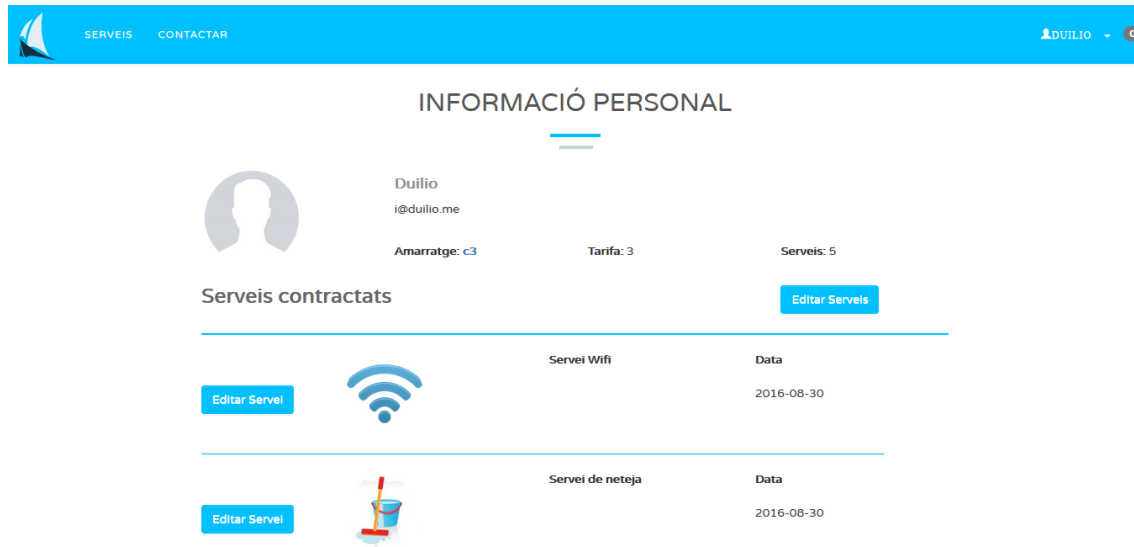 SERVEIS CONTACTAR DUILIO
INFORMACIÓ PERSONAL
Duilio
i@duilio.me
Amarratge: c3 Tarifa: 3 Serveis: 5
Serveis contractats Editar Serveis
Servei Wifi Data
Editar Servei 2016-08-30
Servei de neteja Data
Editar Servei 2016-08-30